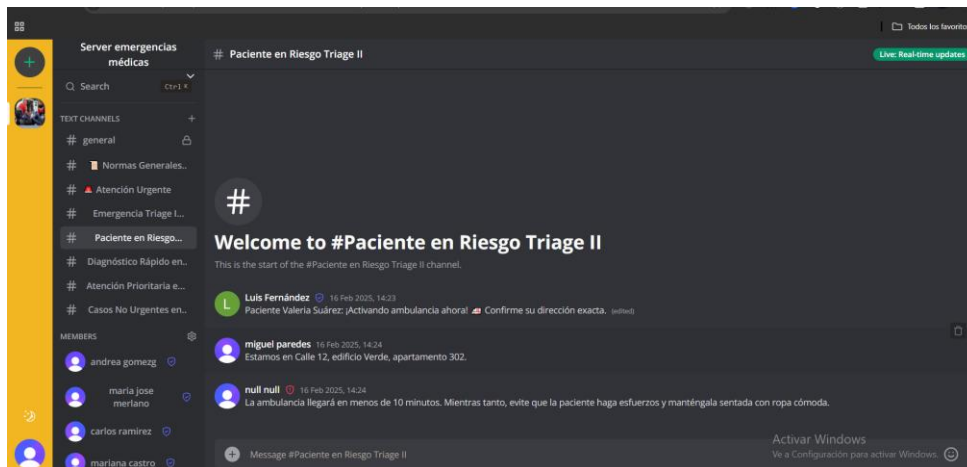 Todos los favorito
Server emergencias
médicas
# Paciente en Riesgo Triage II
Live: Real-time updates
Search Ctrl K
TEXT CHANNELS +
# general
# Normas Generales..
# Atención Urgente
# Emergencia Triage I...
# Paciente en Riesgo...
# Diagnóstico Rápido en..
# Atención Prioritaria e...
# Casos No Urgentes en..
MEMBERS
andrea gomezg
maria jose
merlano
carlos ramirez
mariana castro
#
Welcome to #Paciente en Riesgo Triage II
This is the start of the #Paciente en Riesgo Triage II channel.
L
Luis Fernández 16 Feb 2025, 14:23
Paciente Valeria Suárez: ¡Activando ambulancia ahora! 🚑 Confirme su dirección exacta. (edited)
miguel paredes 16 Feb 2025, 14:24
Estamos en Calle 12, edificio Verde, apartamento 302.
null null 16 Feb 2025, 14:24
La ambulancia llegará en menos de 10 minutos. Mientras tanto, evite que la paciente haga esfuerzos y manténgala sentada con ropa cómoda.
Message #Paciente en Riesgo Triage II
Activar Windows
Ve a Configuración para activar Windows.